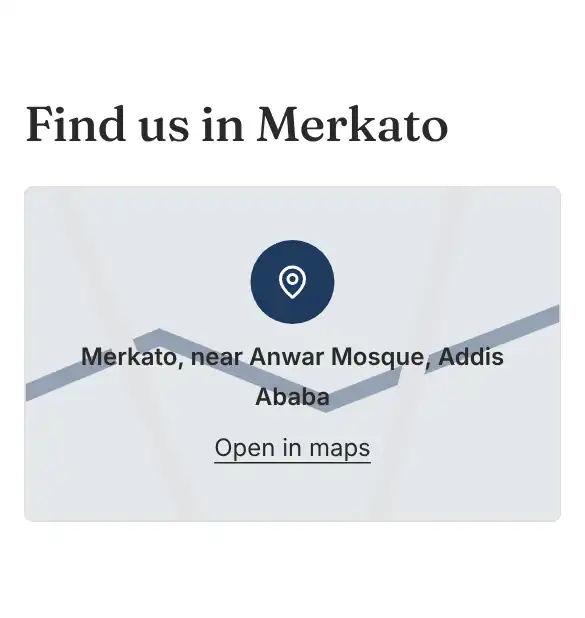 Find us in Merkato
Merkato, near Anwar Mosque, Addis
Ababa
Open in maps